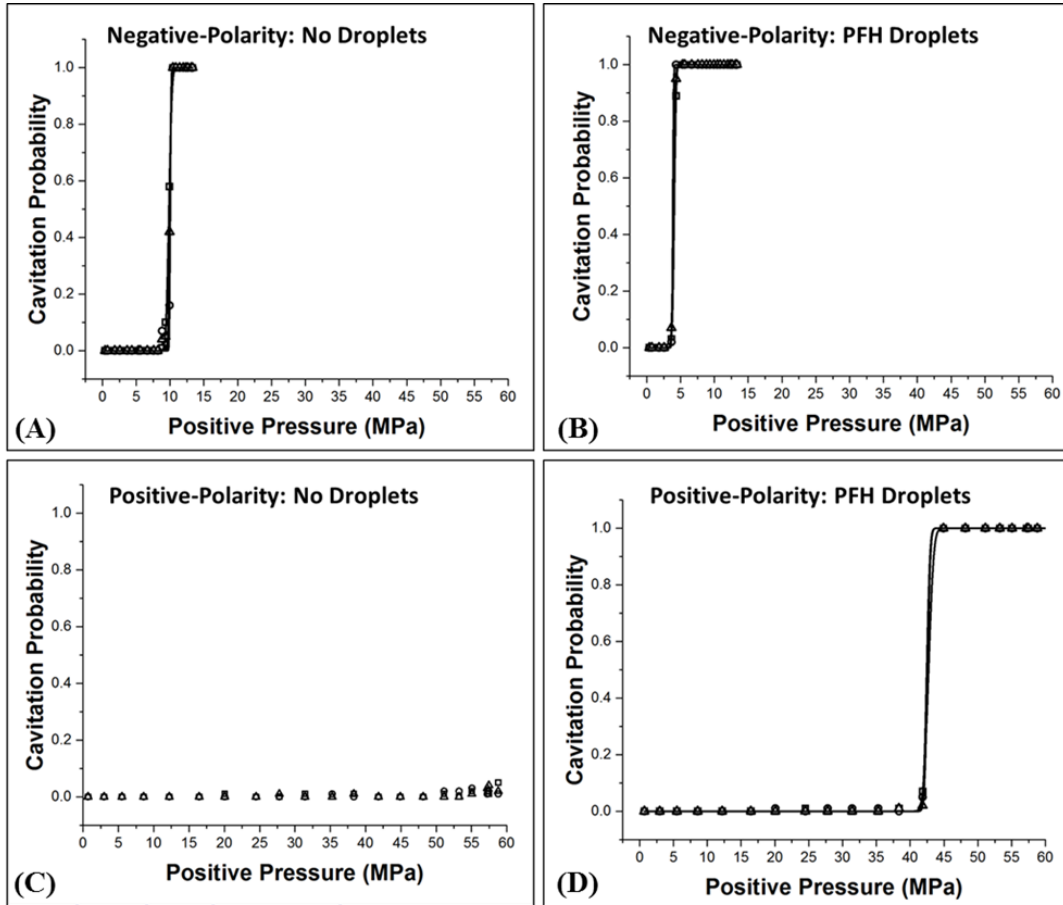 Negative-Polarity: No Droplets
Cavitation Probability
1.0
0.8
0.6
0.4
0.2
0.0
0 5 10 15 20 25 30 35 40 45 50 55 60
Positive Pressure (MPa)
(A)
Negative-Polarity: PFH Droplets
Cavitation Probability
1.0
0.8
0.6
0.4
0.2
0.0
0 5 10 15 20 25 30 35 40 45 50 55 60
Positive Pressure (MPa)
(B)
Positive-Polarity: No Droplets
Cavitation Probability
1.0
0.8
0.6
0.4
0.2
0.0
0 5 10 15 20 25 30 35 40 45 50 55 60
Positive Pressure (MPa)
(C)
Positive-Polarity: PFH Droplets
Cavitation Probability
1.0
0.8
0.6
0.4
0.2
0.0
0 5 10 15 20 25 30 35 40 45 50 55 60
Positive Pressure (MPa)
(D)